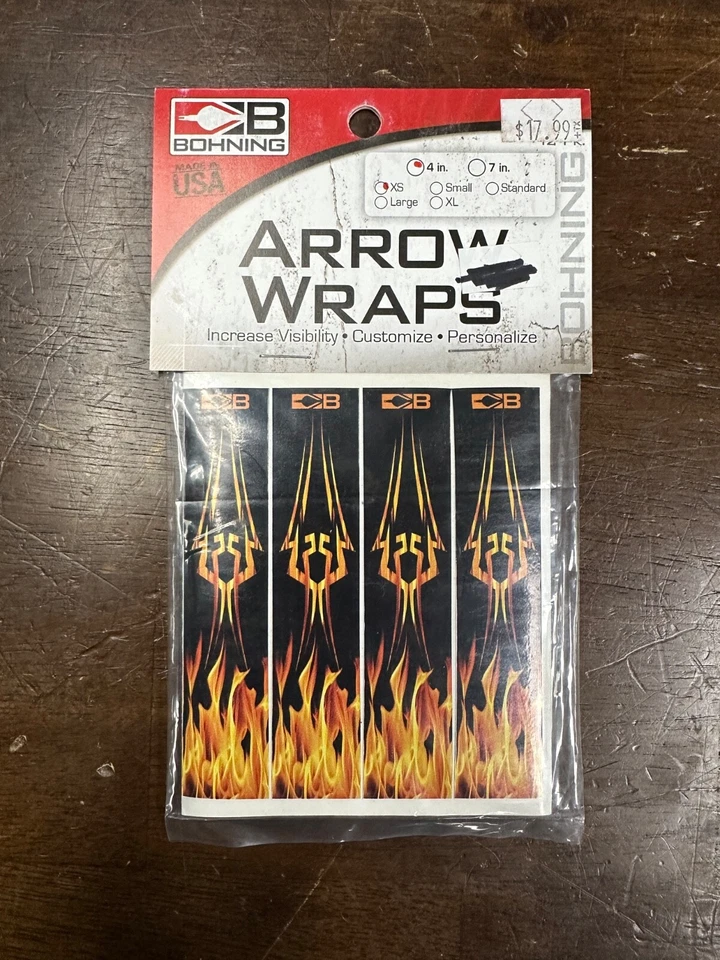 B
BOHNING
MADE IN
USA
$17.99
+TX
4 in. 7 in.
XS Small Standard
Large XL
ARROW
WRAPS
Increase Visibility • Customize • Personalize
BOHNING
B B B B